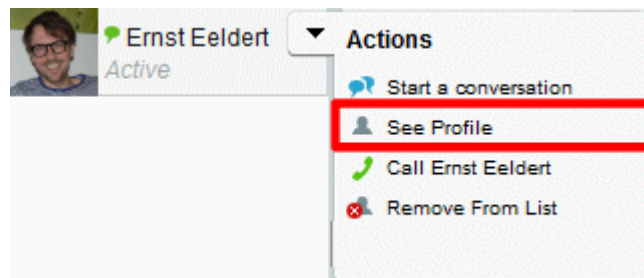 Ernst Eeldert
Active
Actions
Start a conversation
See Profile
Call Ernst Eeldert
Remove From List